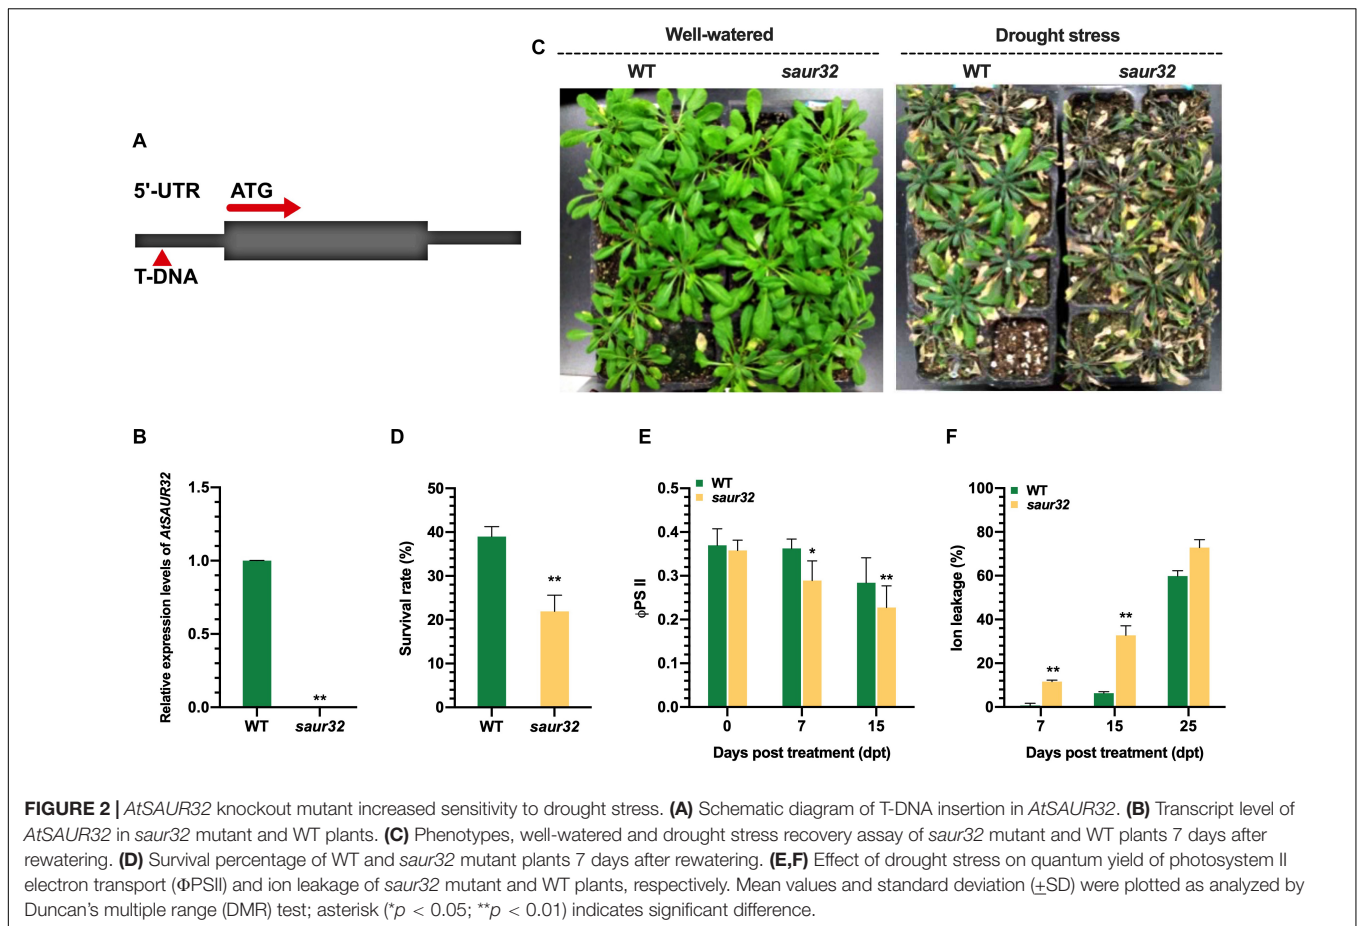 C
Well-watered
Drought stress
WT
saur32
WT
saur32
A
5'-UTR
ATG
T-DNA
B
Relative expression levels of AtSAUR32
1.5
1.0
0.5
0.0
**
WT
saur32
D
Survival rate (%)
50
40
30
20
10
0
**
WT
saur32
E
WT
saur32
ϕPS II
0.5
0.4
0.3
0.2
0.1
0.0
*
**
0
7
15
Days post treatment (dpt)
F
WT
saur32
Ion leakage (%)
100
80
60
40
20
0
**
**
7
15
25
Days post treatment (dpt)
FIGURE 2 | AtSAUR32 knockout mutant increased sensitivity to drought stress. (A) Schematic diagram of T-DNA insertion in AtSAUR32. (B) Transcript level of
AtSAUR32 in saur32 mutant and WT plants. (C) Phenotypes, well-watered and drought stress recovery assay of saur32 mutant and WT plants 7 days after
rewatering. (D) Survival percentage of WT and saur32 mutant plants 7 days after rewatering. (E,F) Effect of drought stress on quantum yield of photosystem II
electron transport (ΦPSII) and ion leakage of saur32 mutant and WT plants, respectively. Mean values and standard deviation (±SD) were plotted as analyzed by
Duncan's multiple range (DMR) test; asterisk (*p < 0.05; **p < 0.01) indicates significant difference.